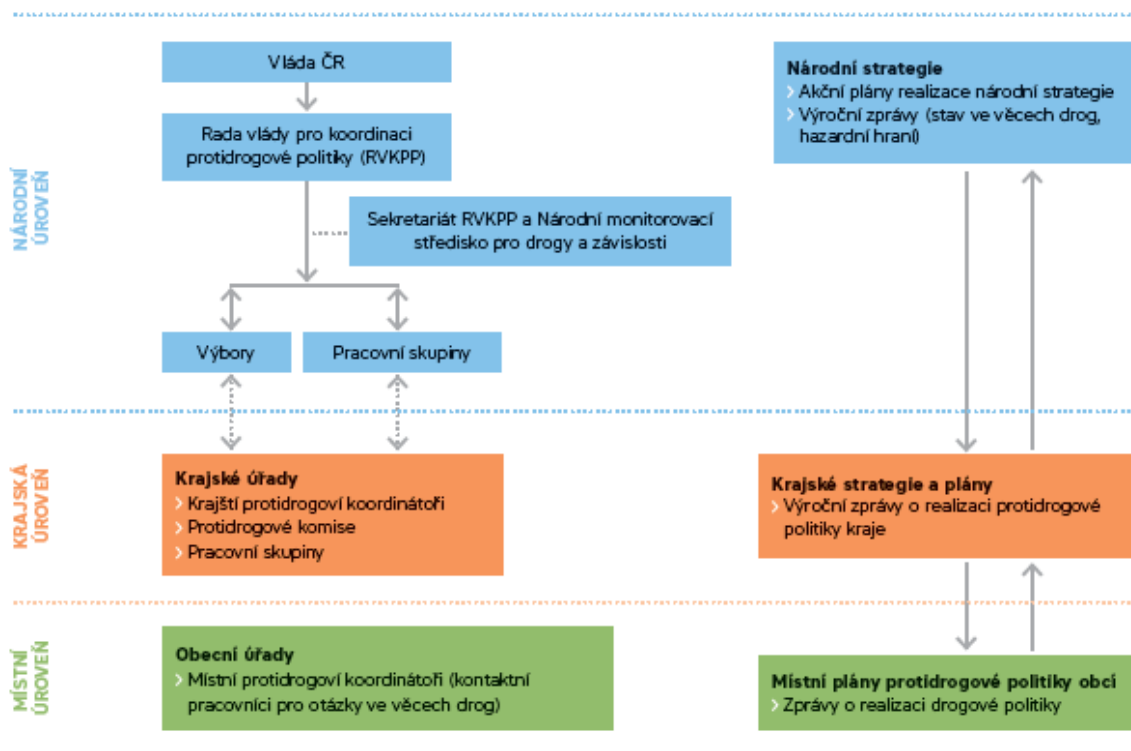 NÁRODNÍ
ÚROVEŇ
Vláda ČR
Rada vlády pro koordinaci
protidrogové politiky (RVKPP)
Sekretariát RVKPP a Národní monitorovací
středisko pro drogy a závislosti
Výbory
Pracovní skupiny
Národní strategie
Akční plány realizace národní strategie
Výroční zprávy (stav ve věcech drog,
hazardní hraní)
KRAJSKÁ
ÚROVEŇ
Krajské úřady
Krajští protidrogoví koordinátoři
Protidrogové komise
Pracovní skupiny
Krajské strategie a plány
Výroční zprávy o realizaci protidrogové
politiky kraje
MÍSTNÍ
ÚROVEŇ
Obecní úřady
Místní protidrogoví koordinátoři (kontaktní
pracovníci pro otázky ve věcech drog)
Místní plány protidrogové politiky obcí
Zprávy o realizaci drogové politiky